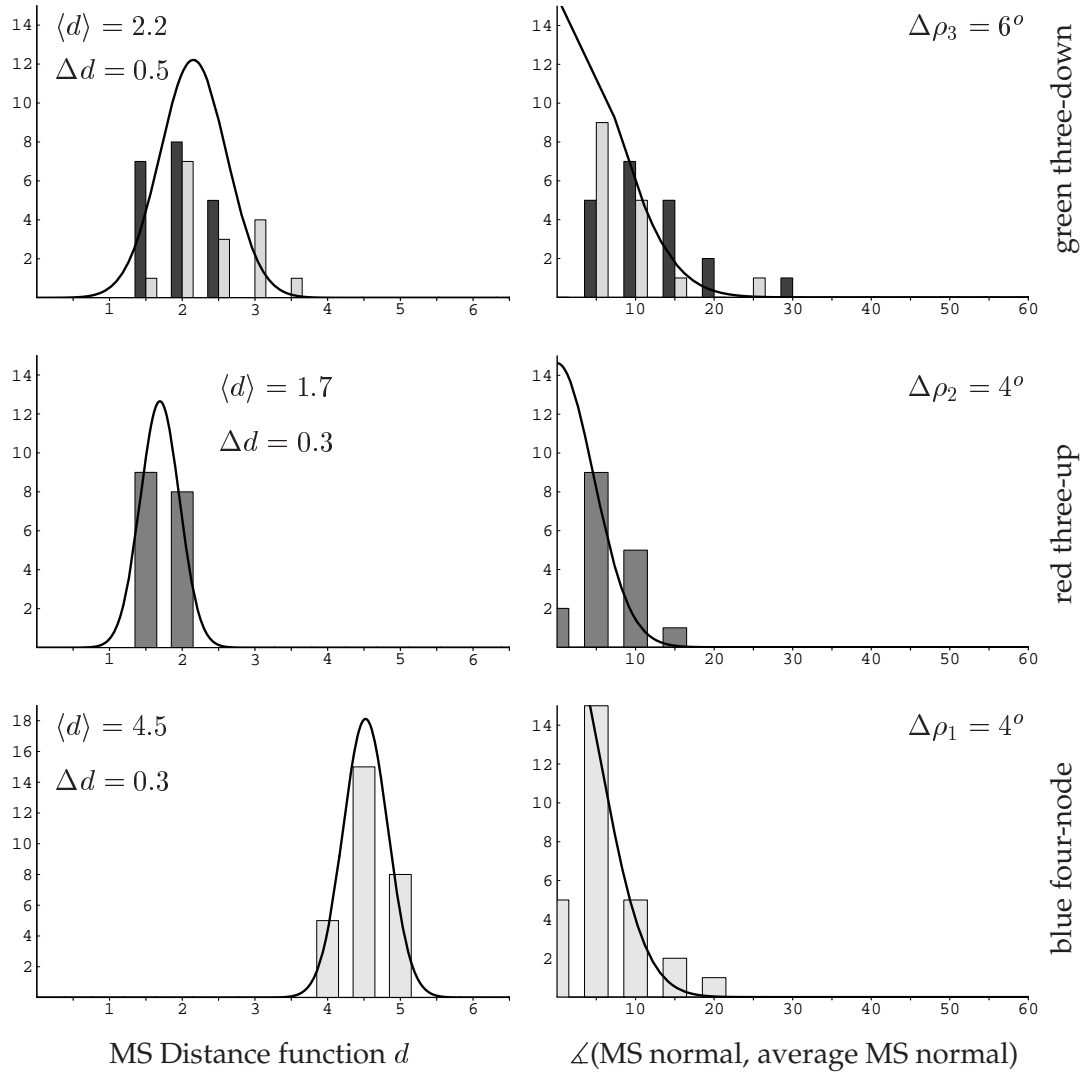 14
12
10
8
6
4
2
⟨d⟩ = 2.2
Δd = 0.5
1 2 3 4 5 6
14
12
10
8
6
4
2
Δρ₃ = 6°
10 20 30 40 50 60
green three-down
14
12
10
8
6
4
2
⟨d⟩ = 1.7
Δd = 0.3
1 2 3 4 5 6
14
12
10
8
6
4
2
Δρ₂ = 4°
10 20 30 40 50 60
red three-up
18
16
14
12
10
8
6
4
2
⟨d⟩ = 4.5
Δd = 0.3
1 2 3 4 5 6
14
12
10
8
6
4
2
Δρ₁ = 4°
10 20 30 40 50 60
blue four-node
MS Distance function d
∡(MS normal, average MS normal)